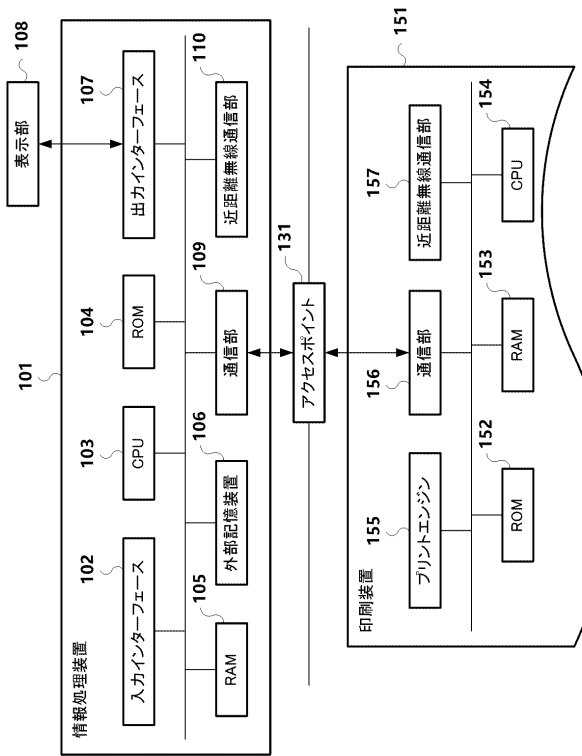 101
情報処理装置
102
入力インターフェース
103
CPU
104
ROM
107
出力インターフェース
108
表示部
105
RAM
106
外部記憶装置
109
通信部
110
近距離無線通信部
131
アクセスポイント
151
印刷装置
155
プリントエンジン
156
通信部
157
近距離無線通信部
152
ROM
153
RAM
154
CPU